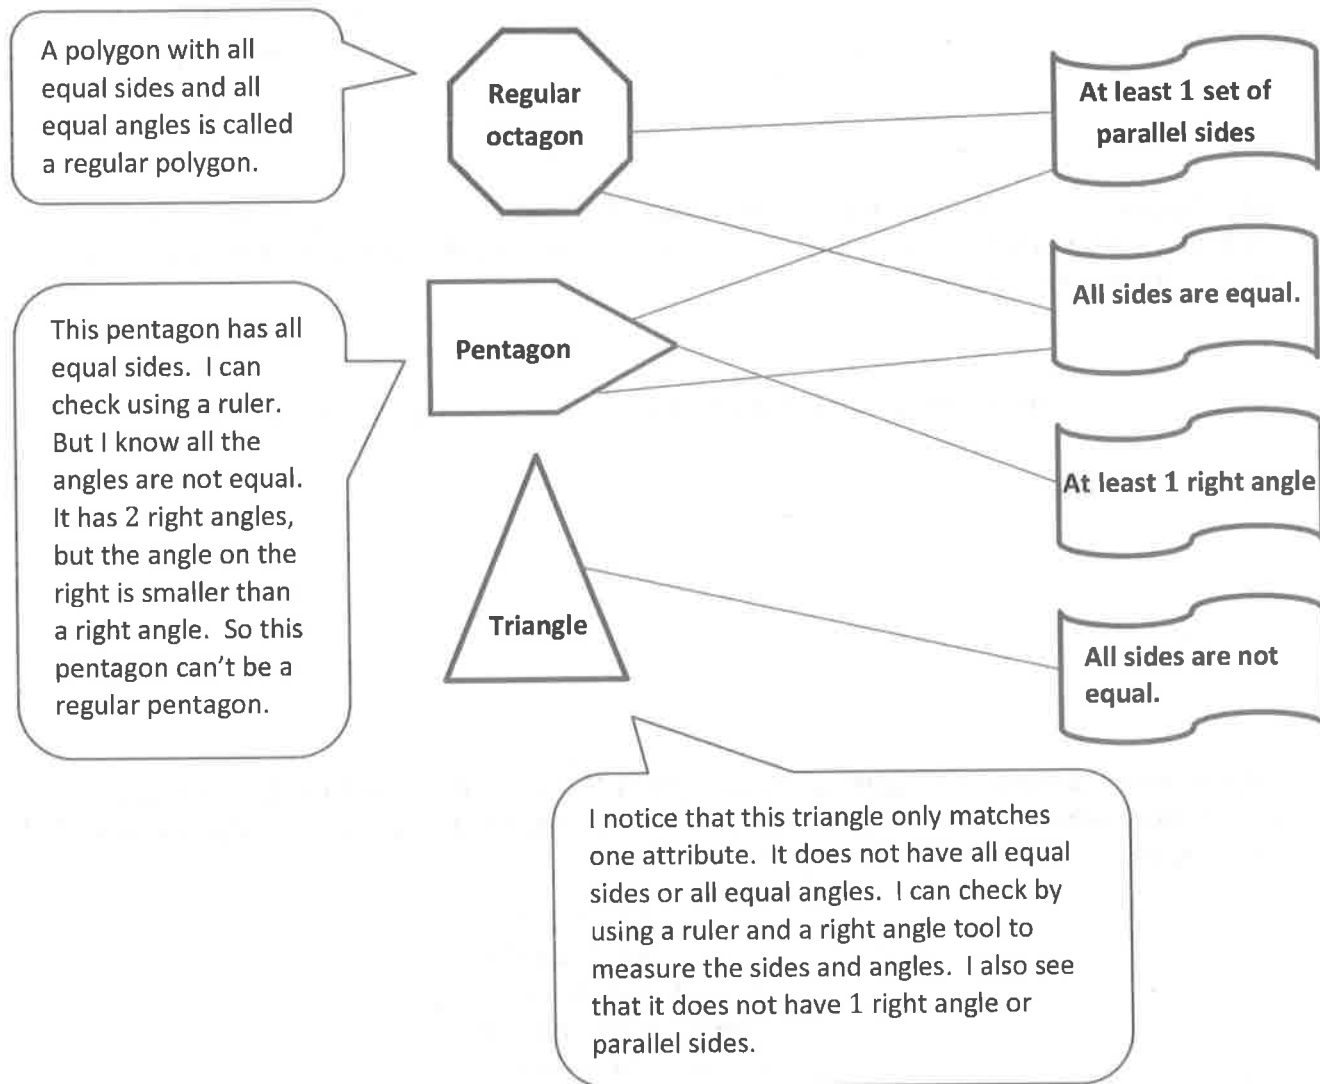 A polygon with all
equal sides and all
equal angles is called
a regular polygon.
Regular
octagon
At least 1 set of
parallel sides
All sides are equal.
This pentagon has all
equal sides. I can
check using a ruler.
But I know all the
angles are not equal.
It has 2 right angles,
but the angle on the
right is smaller than
a right angle. So this
pentagon can't be a
regular pentagon.
Pentagon
At least 1 right angle
Triangle
All sides are not
equal.
I notice that this triangle only matches
one attribute. It does not have all equal
sides or all equal angles. I can check by
using a ruler and a right angle tool to
measure the sides and angles. I also see
that it does not have 1 right angle or
parallel sides.